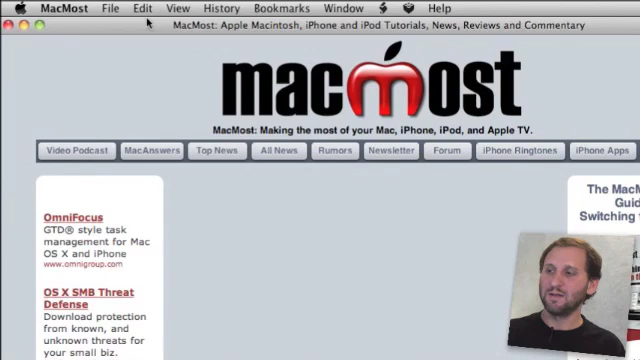 MacMost File Edit View History Bookmarks Window Help
MacMost: Apple Macintosh, iPhone and iPod Tutorials, News, Reviews and Commentary
macmost
MacMost: Making the most of your Mac, iPhone, iPod, and Apple TV.
Video Podcast MacAnswers Top News All News Rumors Newsletter Forum iPhone Ringtones iPhone Apps
OmniFocus
GTD® style task
management for Mac
OS X and iPhone
www.omnigroup.com
OS X SMB Threat
Defense
Download protection
from known, and
unknown threats for
your small biz.
The MacM
Guid
Switching t